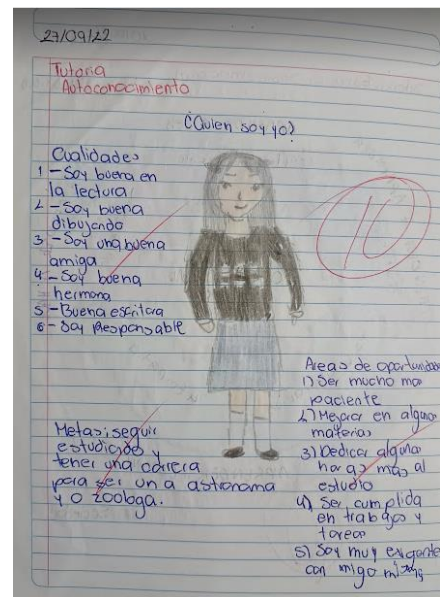 27/09/22
Tutoria
Autoconocimiento
¿Quien soy yo?
Cualidades
1 - Soy buena en
la lectura
2 - Soy buena
dibujando
3 - Soy una buena
amiga
4 - Soy buena
hermana
5 - Buena escritora
6 - Soy Responsable
10
Metas: seguir
estudiando y
tener una carrera
para ser una astronoma
y o zoologa.
Areas de oportunidades
1) Ser mucho mas
paciente
2) Mejorar en algunas
materias
3) Dedicar algunas
horas mas al
estudio
4) Ser cumplida
en trabajos y
tareas
5) Soy muy exigente
con migo misma